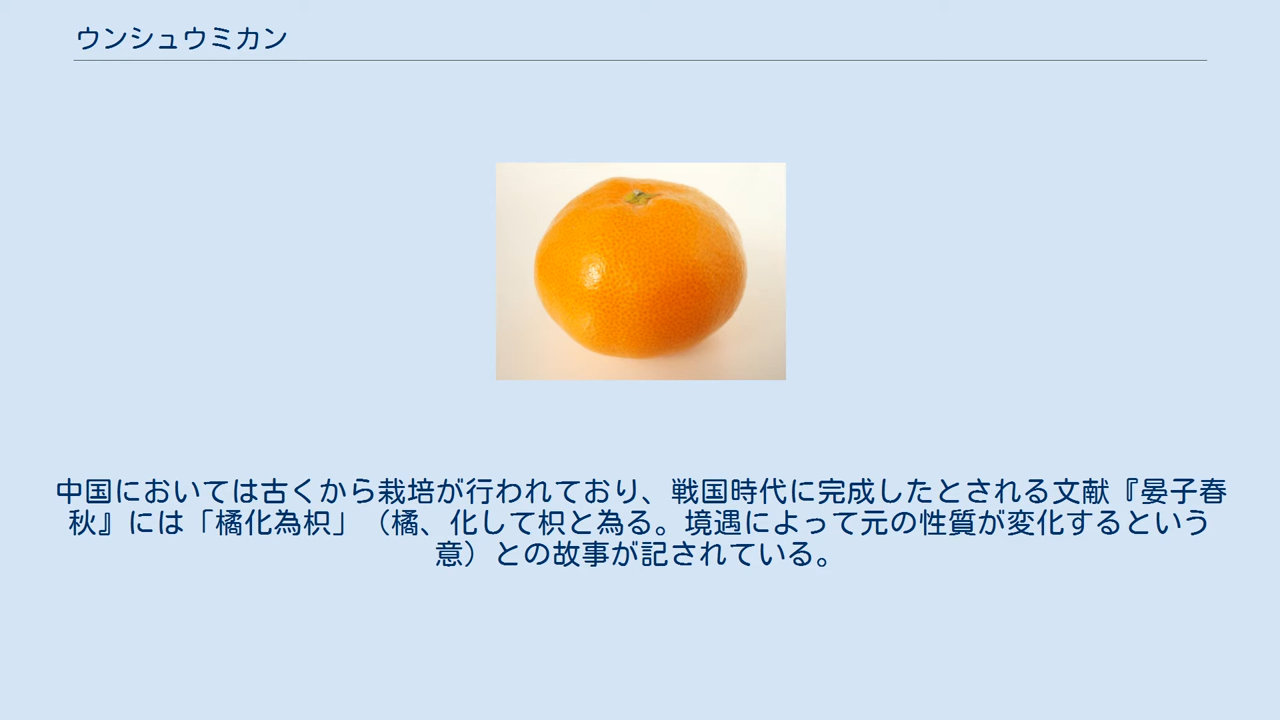 ウンシュウミカン
中国においては古くから栽培が行われており、戦国時代に完成したとされる文献『晏子春
秋』には「橘化為枳」（橘、化して枳と為る。境遇によって元の性質が変化するという
意）との故事が記されている。